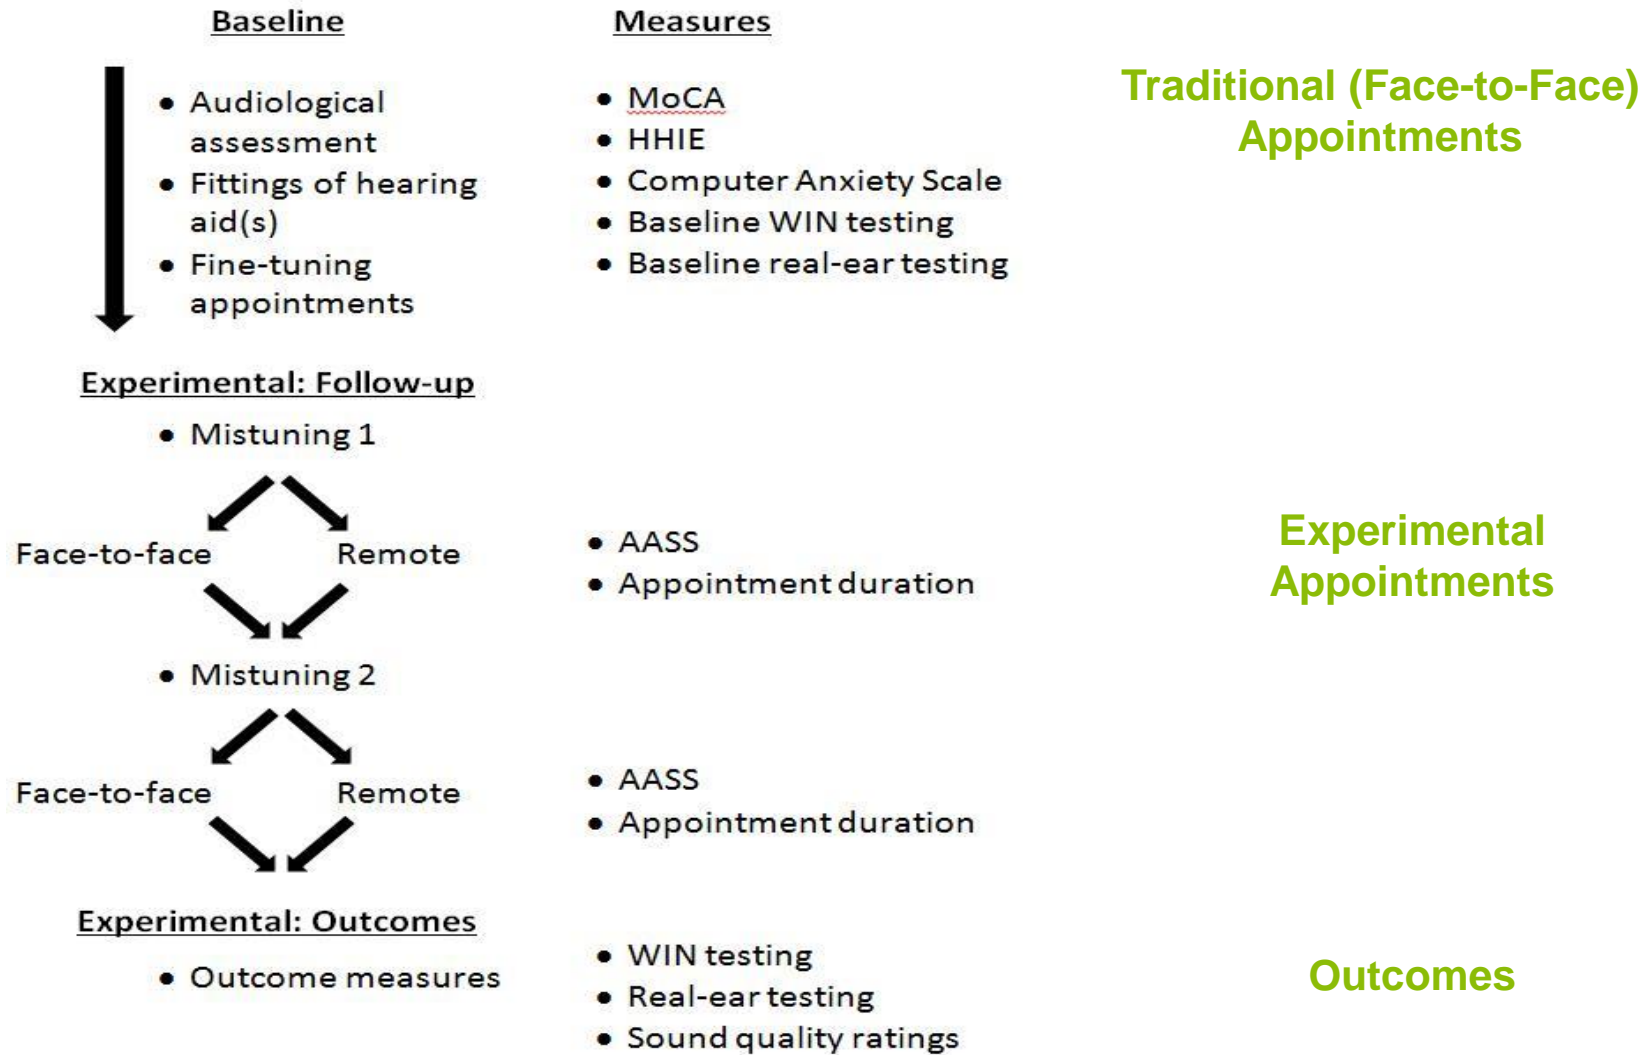 Baseline
Measures
Traditional (Face-to-Face)
Appointments
• Audiological
assessment
• Fittings of hearing
aid(s)
• Fine-tuning
appointments
• MoCA
• HHIE
• Computer Anxiety Scale
• Baseline WIN testing
• Baseline real-ear testing
Experimental: Follow-up
• Mistuning 1
Face-to-face
Remote
• AASS
• Appointment duration
Experimental
Appointments
• Mistuning 2
Face-to-face
Remote
• AASS
• Appointment duration
Experimental: Outcomes
• Outcome measures
• WIN testing
• Real-ear testing
• Sound quality ratings
Outcomes